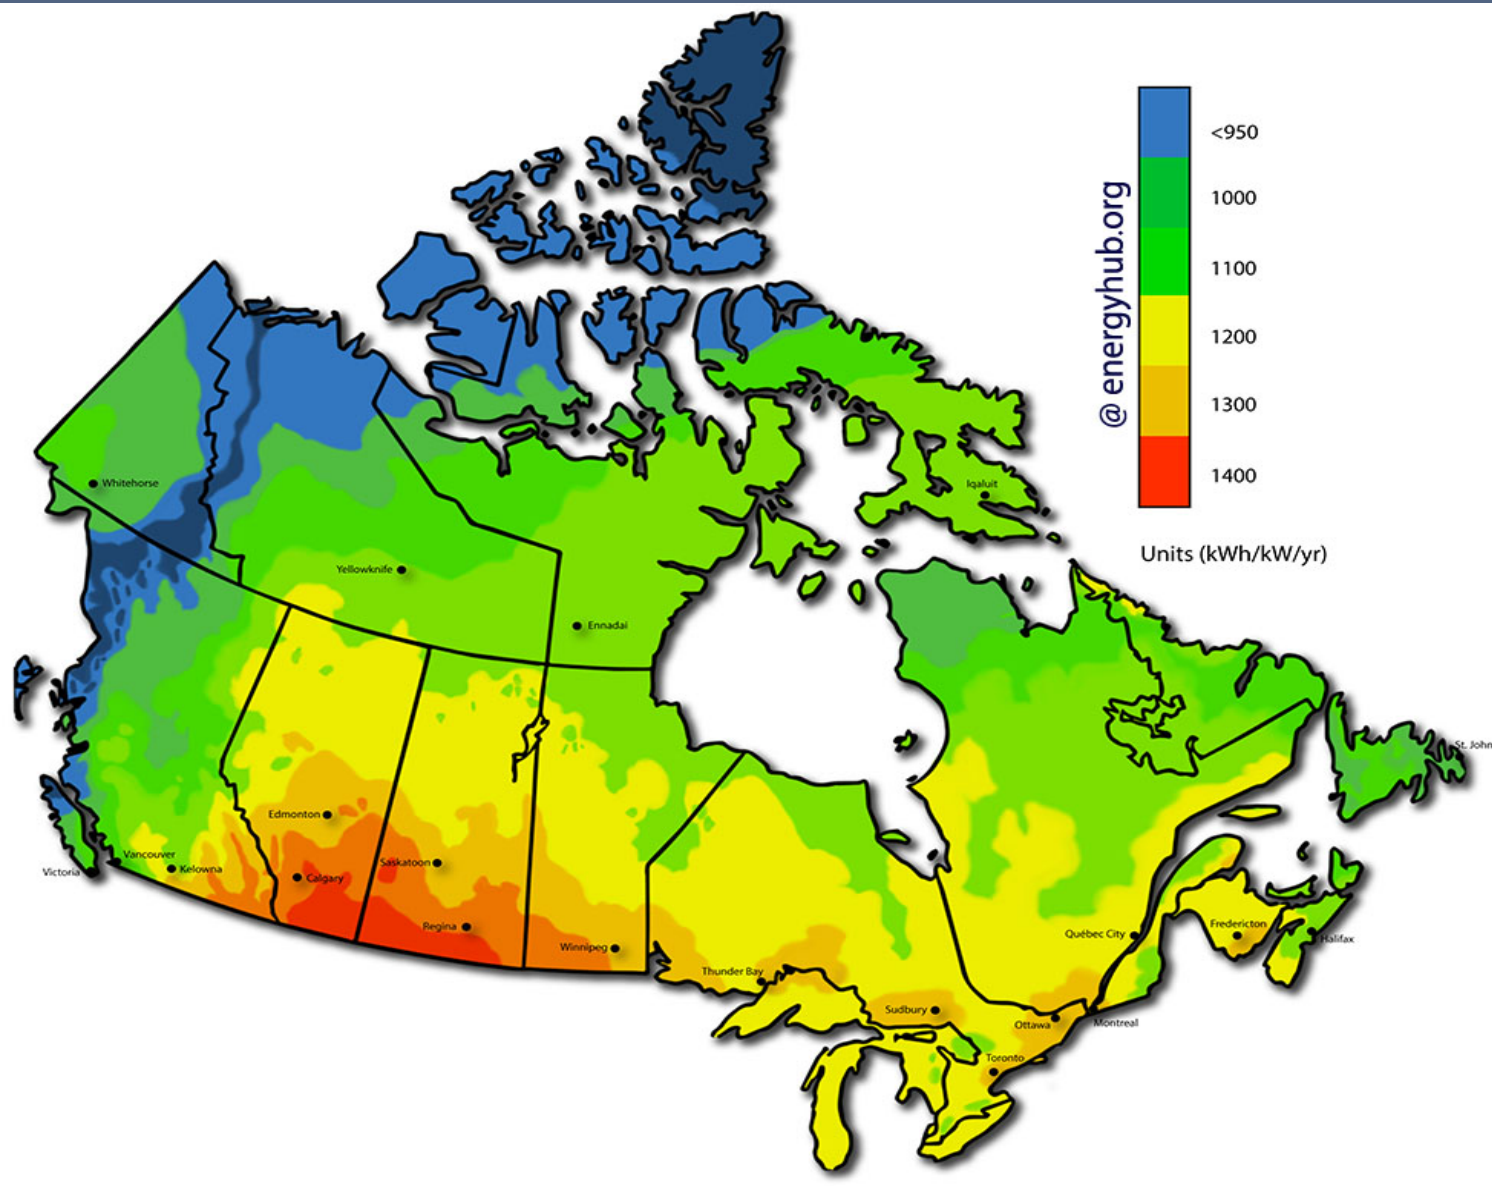 <950
1000
1100
1200
1300
1400
@ energyhub.org
Units (kWh/kW/yr)
Whitehorse
Iqaluit
Yellowknife
Ennadai
St. John
Edmonton
Vancouver
Saskatoon
Kelowna
Victoria
Calgary
Regina
Winnipeg
Québec City
Fredericton
Halifax
Thunder Bay
Sudbury
Ottawa
Montreal
Toronto